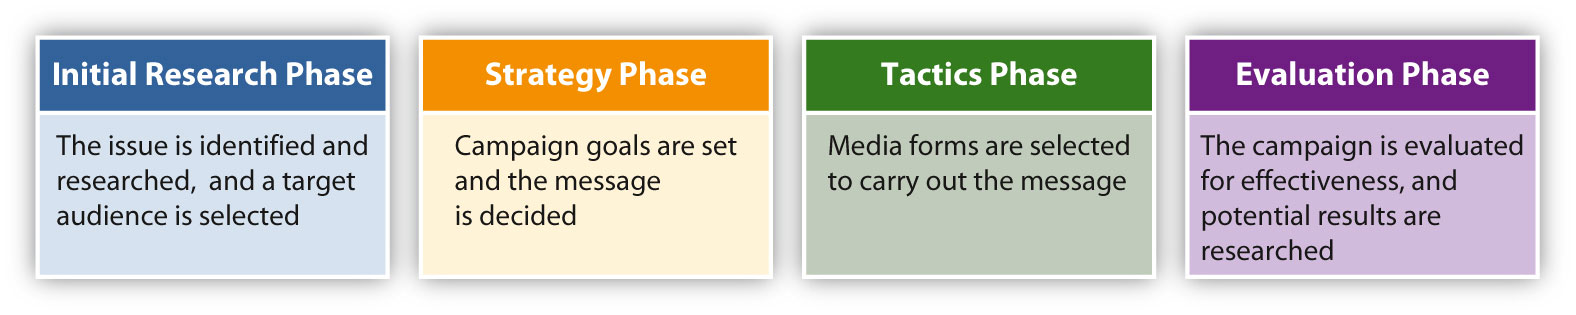 Initial Research Phase
The issue is identified and
researched, and a target
audience is selected
Strategy Phase
Campaign goals are set
and the message
is decided
Tactics Phase
Media forms are selected
to carry out the message
Evaluation Phase
The campaign is evaluated
for effectiveness, and
potential results are
researched